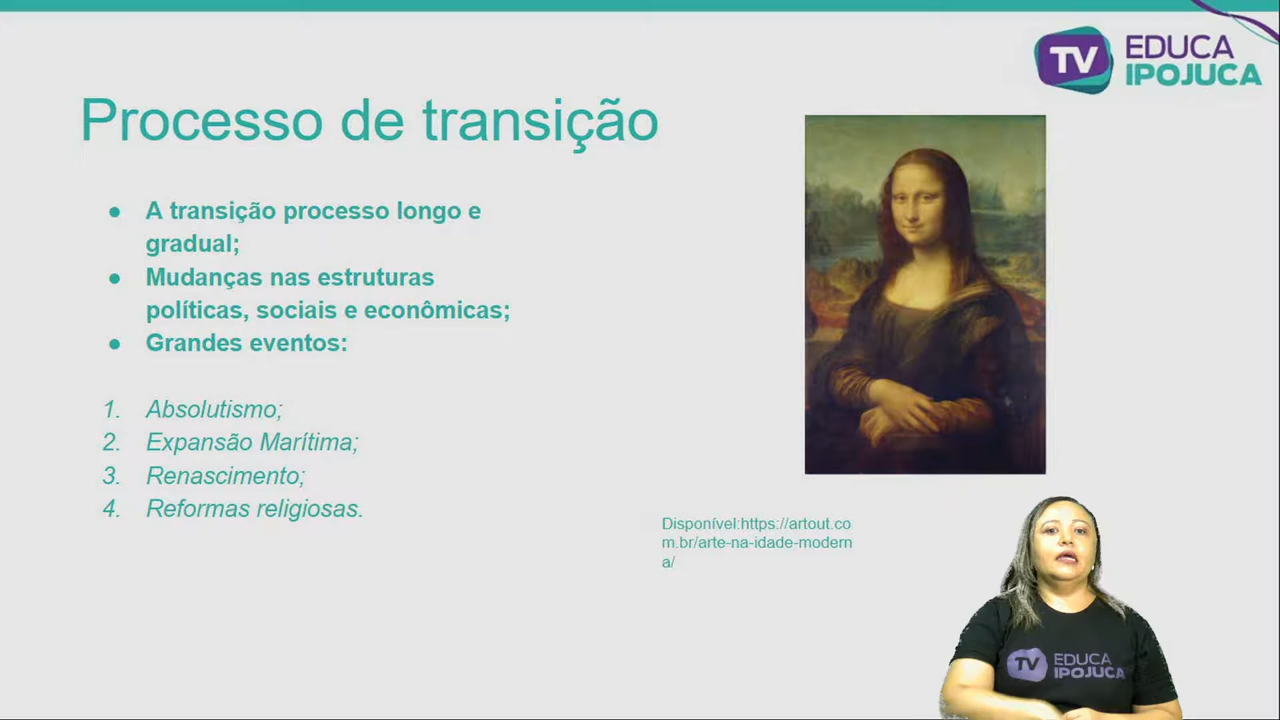 TV EDUCA
IPOJUCA
Processo de transição
● A transição processo longo e
gradual;
● Mudanças nas estruturas
políticas, sociais e econômicas;
● Grandes eventos:
1. Absolutismo;
2. Expansão Marítima;
3. Renascimento;
4. Reformas religiosas.
Disponível:https://artout.co
m.br/arte-na-idade-modern
a/
TV EDUCA
IPOJUCA